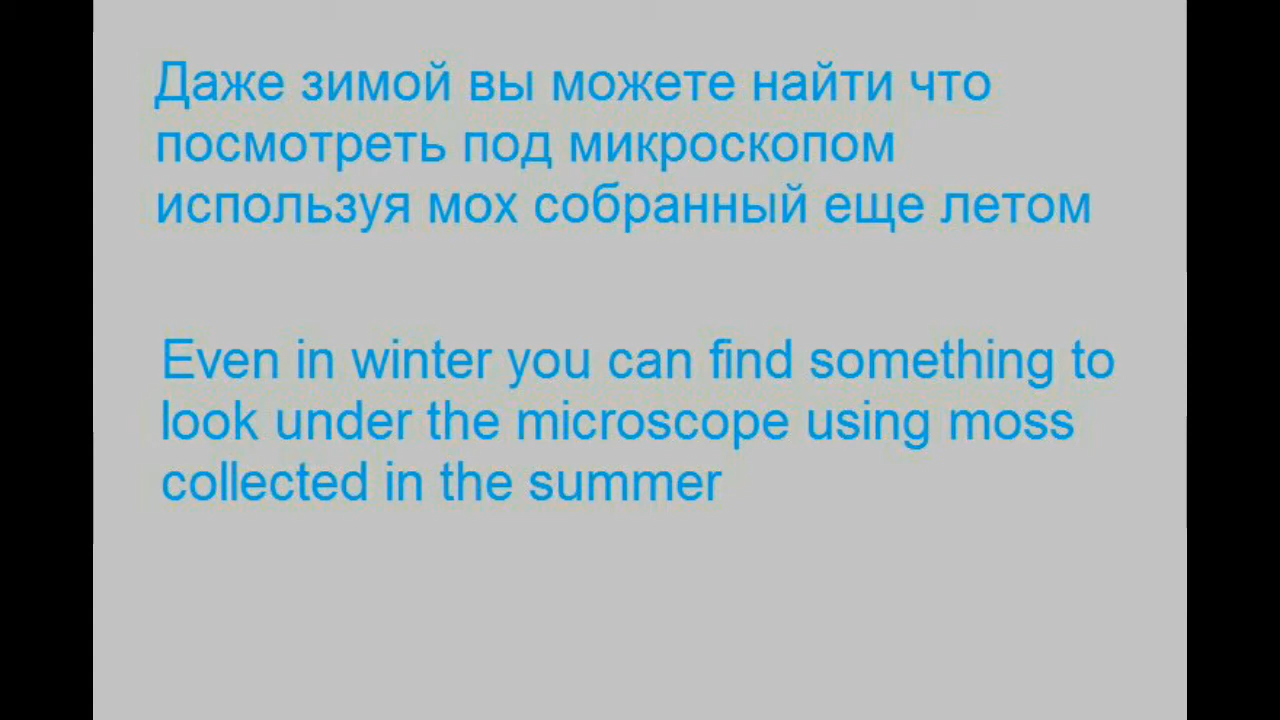 Даже зимой вы можете найти что
посмотреть под микроскопом
используя мох собранный еще летом
Even in winter you can find something to
look under the microscope using moss
collected in the summer